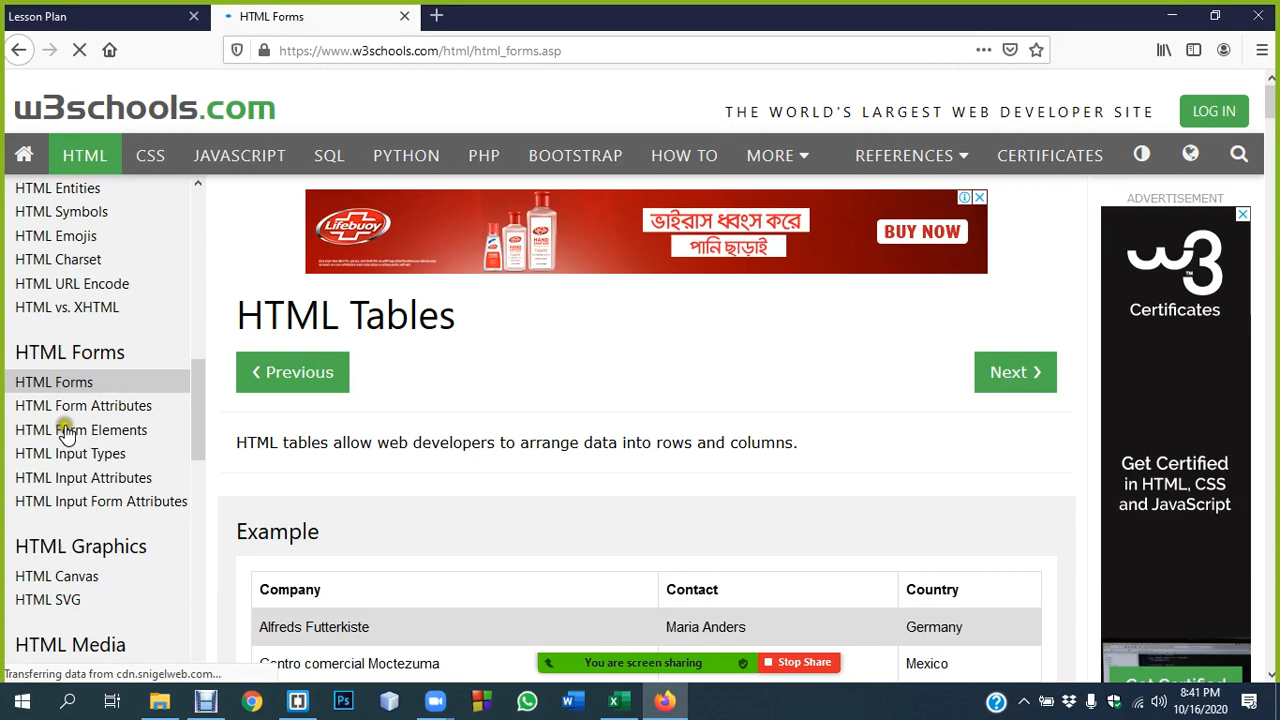 Lesson Plan
HTML Forms
https://www.w3schools.com/html/html_forms.asp
w3schools.com
THE WORLD'S LARGEST WEB DEVELOPER SITE
LOG IN
HTML CSS JAVASCRIPT SQL PYTHON PHP BOOTSTRAP HOW TO MORE REFERENCES CERTIFICATES
HTML Entities
HTML Symbols
HTML Emojis
HTML Charset
HTML URL Encode
HTML vs. XHTML
HTML Forms
HTML Forms
HTML Form Attributes
HTML Form Elements
HTML Input Types
HTML Input Attributes
HTML Input Form Attributes
HTML Graphics
HTML Canvas
HTML SVG
HTML Media
Transferring data from cdn.snigelweb.com...
Lifebuoy
ভাইরাস ধ্বংস করে
পানি ছাড়াই
BUY NOW
HTML Tables
❮ Previous
Next ❯
HTML tables allow web developers to arrange data into rows and columns.
Example
Company Contact Country
Alfreds Futterkiste Maria Anders Germany
Centro comercial Moctezuma Mexico
You are screen sharing
Stop Share
ADVERTISEMENT
w3
Certificates
Get Certified
in HTML, CSS
and JavaScript
Get Certified
8:41 PM
10/16/2020